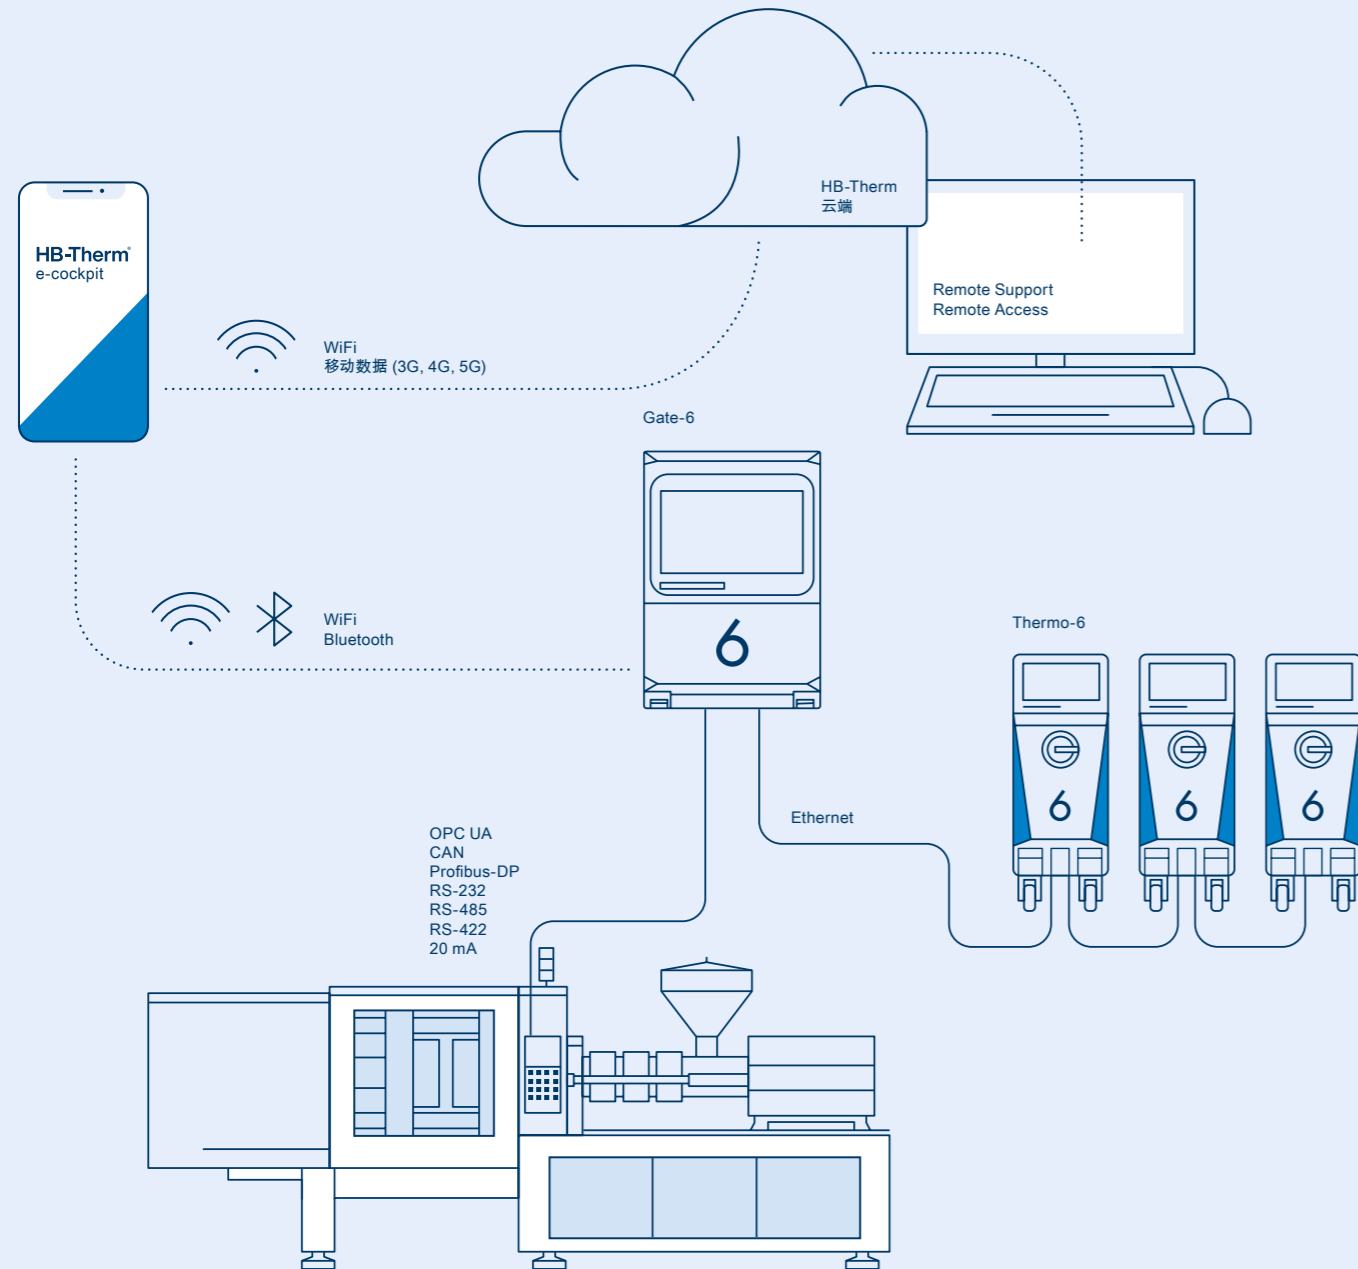 HB-Therm
云端
HB-Therm®
e-cockpit
Remote Support
Remote Access
WiFi
移动数据 (3G, 4G, 5G)
Gate-6
6
WiFi
Bluetooth
Thermo-6
6
6
6
Ethernet
OPC UA
CAN
Profibus-DP
RS-232
RS-485
RS-422
20 mA